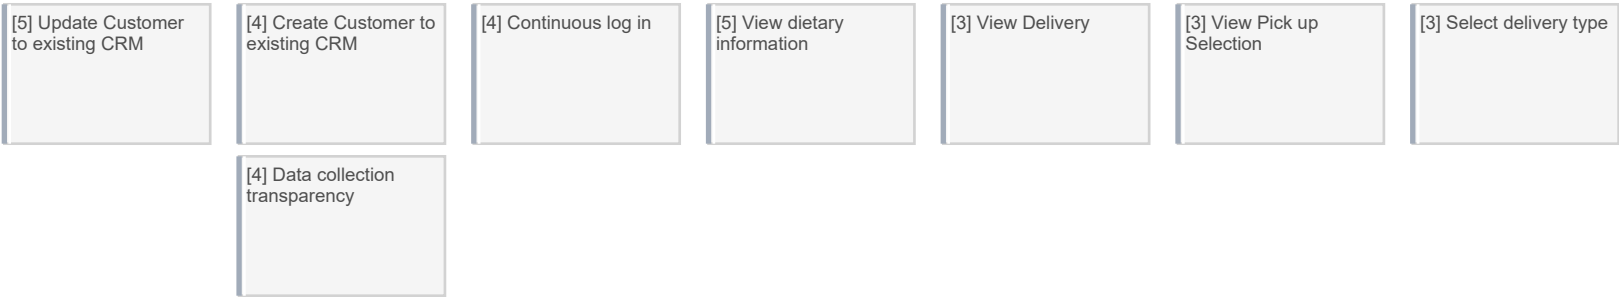 [5] Update Customer
to existing CRM
[4] Create Customer to
existing CRM
[4] Continuous log in
[5] View dietary
information
[3] View Delivery
[3] View Pick up
Selection
[3] Select delivery type
[4] Data collection
transparency